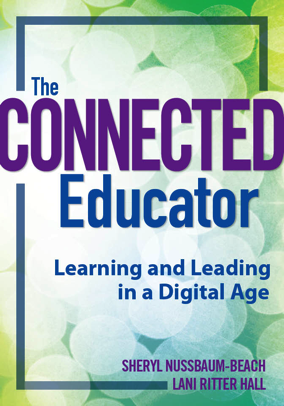 The
CONNECTED
Educator
Learning and Leading
in a Digital Age
SHERYL NUSSBAUM-BEACH
LANI RITTER HALL